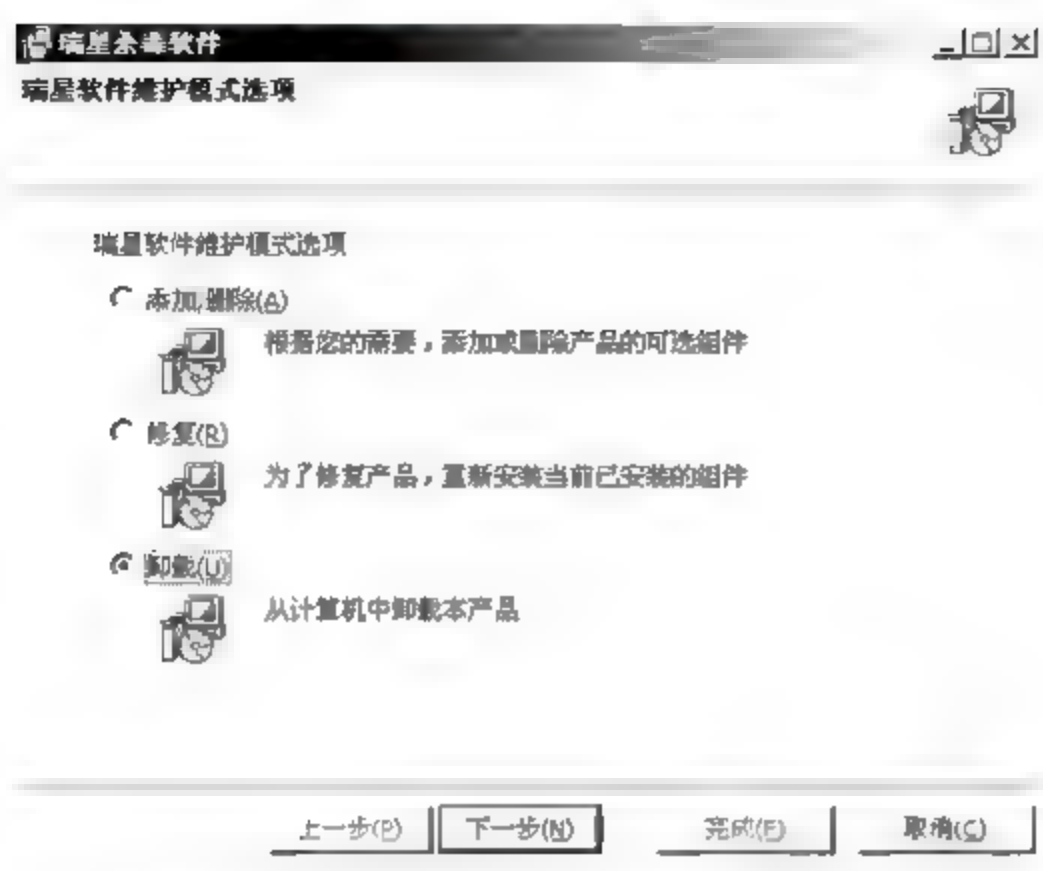 瑞星杀毒软件
瑞星软件维护模式选项
瑞星软件维护模式选项
添加/删除(A)
根据您的需要，添加或删除产品的可选组件
修复(R)
为了修复产品，重新安装当前已安装的组件
卸载(U)
从计算机中卸载本产品
上一步(P) 下一步(N) 完成(F) 取消(C)